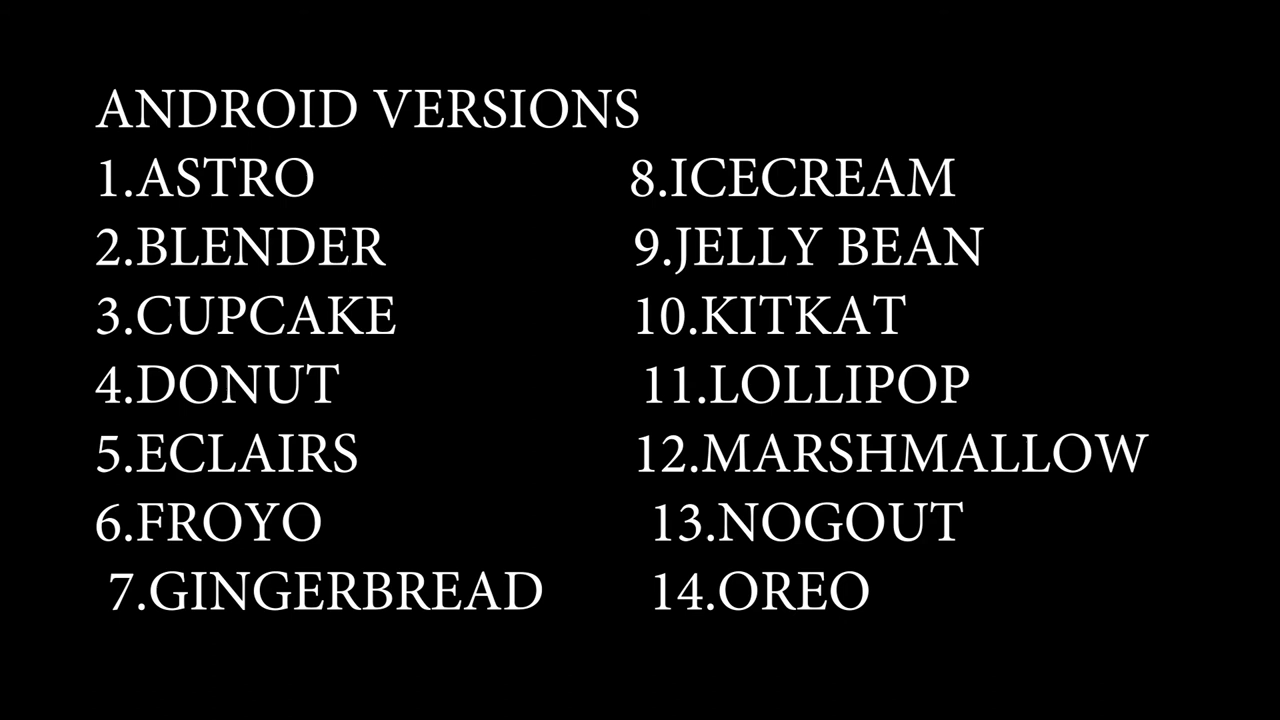 ANDROID VERSIONS
1.ASTRO
2.BLENDER
3.CUPCAKE
4.DONUT
5.ECLAIRS
6.FROYO
7.GINGERBREAD
8.ICECREAM
9.JELLY BEAN
10.KITKAT
11.LOLLIPOP
12.MARSHMALLOW
13.NOGOUT
14.OREO